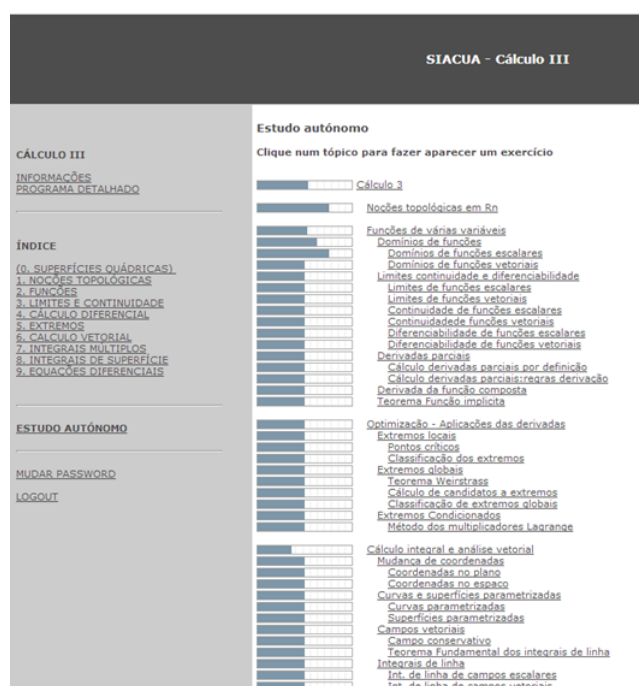 SIACUA - Cálculo III
CÁLCULO III
INFORMAÇÕES
PROGRAMA DETALHADO
ÍNDICE
(0. SUPERFÍCIES QUÁDRICAS)
1. NOÇÕES TOPOLÓGICAS
2. FUNÇÕES
3. LIMITES E CONTINUIDADE
4. CÁLCULO DIFERENCIAL
5. EXTREMOS
6. CALCULO VETORIAL
7. INTEGRAIS MÚLTIPLOS
8. INTEGRAIS DE SUPERFÍCIE
9. EQUAÇÕES DIFERENCIAIS
ESTUDO AUTÓNOMO
MUDAR PASSWORD
LOGOUT
Estudo autónomo
Clique num tópico para fazer aparecer um exercício
Cálculo 3
Noções topológicas em Rn
Funções de várias variáveis
Domínios de funções
Domínios de funções escalares
Domínios de funções vetoriais
Limites continuidade e diferenciabilidade
Limites de funções escalares
Limites de funções vetoriais
Continuidade de funções escalares
Continuidadede funções vetoriais
Diferenciabilidade de funções escalares
Diferenciabilidade de funções vetoriais
Derivadas parciais
Cálculo derivadas parciais por definição
Cálculo derivadas parciais:regras derivação
Derivada da função composta
Teorema Função implicita
Optimização - Aplicações das derivadas
Extremos locais
Pontos críticos
Classificação dos extremos
Extremos globais
Teorema Weirstrass
Cálculo de candidatos a extremos
Classificação de extremos globais
Extremos Condicionados
Método dos multiplicadores Lagrange
Cálculo integral e análise vetorial
Mudança de coordenadas
Coordenadas no plano
Coordenadas no espaço
Curvas e superfícies parametrizadas
Curvas parametrizadas
Superfícies parametrizadas
Campos vetoriais
Campo conservativo
Teorema Fundamental dos integrais de linha
Integrais de linha
Int. de linha de campos escalares
Int. de linha de campos vetoriais